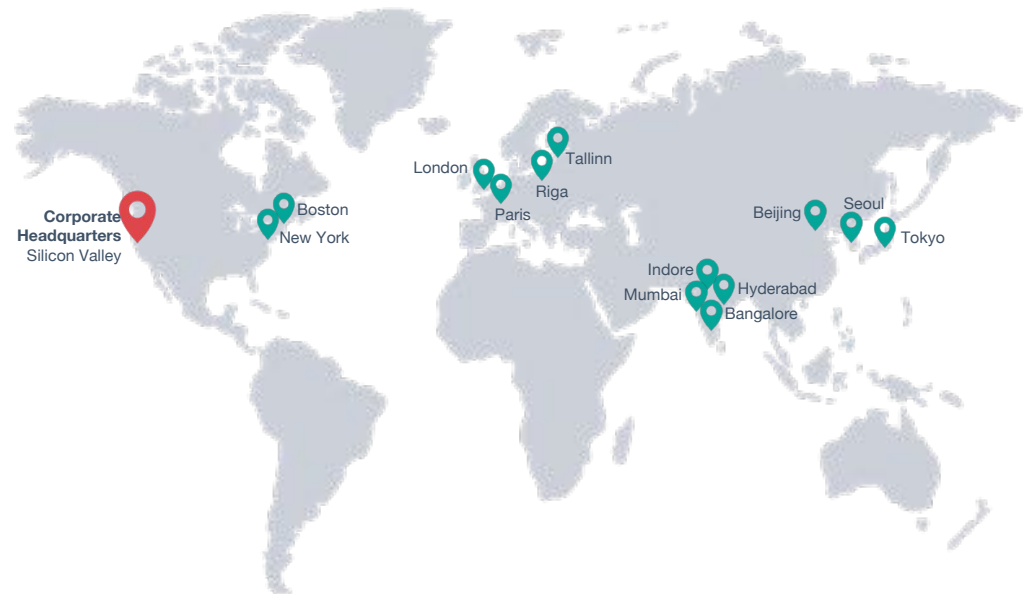 Tallinn
London
Riga
Paris
Boston
New York
Corporate
Headquarters
Silicon Valley
Seoul
Beijing
Tokyo
Indore
Hyderabad
Mumbai
Bangalore